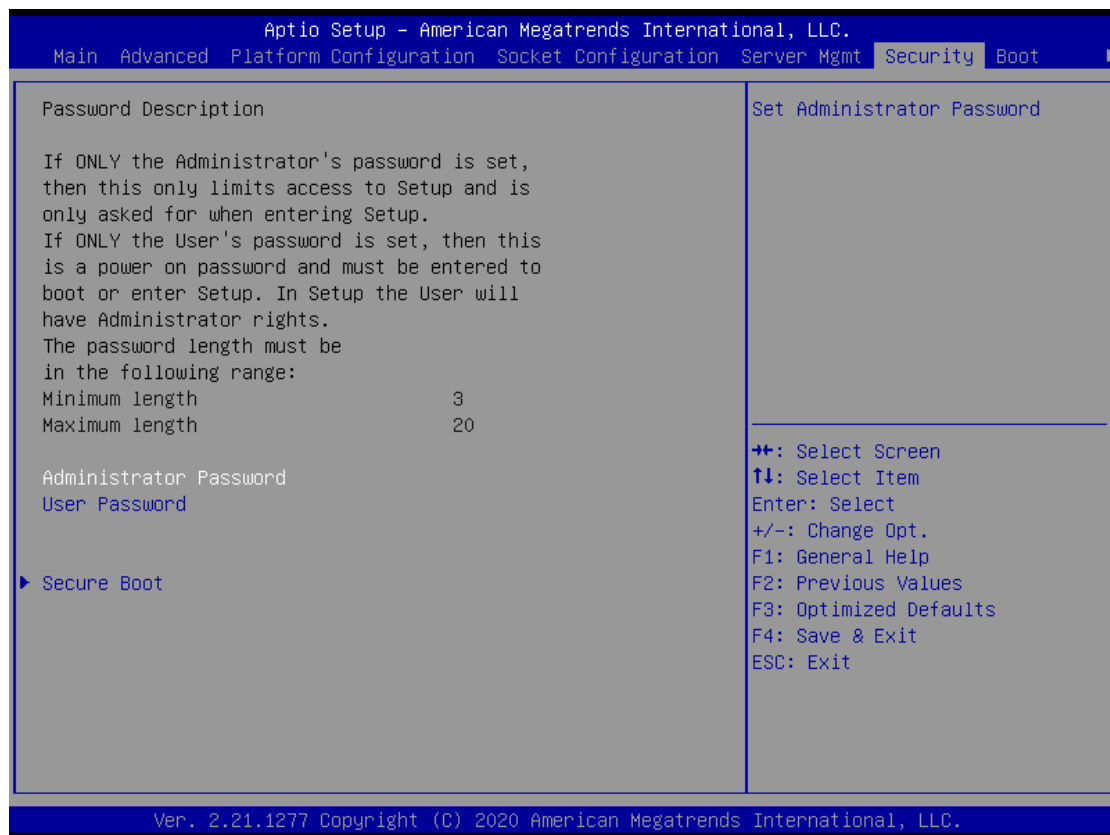 Aptio Setup – American Megatrends International, LLC.
Main Advanced Platform Configuration Socket Configuration Server Mgmt Security Boot
Password Description
If ONLY the Administrator's password is set,
then this only limits access to Setup and is
only asked for when entering Setup.
If ONLY the User's password is set, then this
is a power on password and must be entered to
boot or enter Setup. In Setup the User will
have Administrator rights.
The password length must be
in the following range:
Minimum length 3
Maximum length 20
Administrator Password
User Password
Secure Boot
Set Administrator Password
→←: Select Screen
↑↓: Select Item
Enter: Select
+/-: Change Opt.
F1: General Help
F2: Previous Values
F3: Optimized Defaults
F4: Save & Exit
ESC: Exit
Ver. 2.21.1277 Copyright (C) 2020 American Megatrends International, LLC.